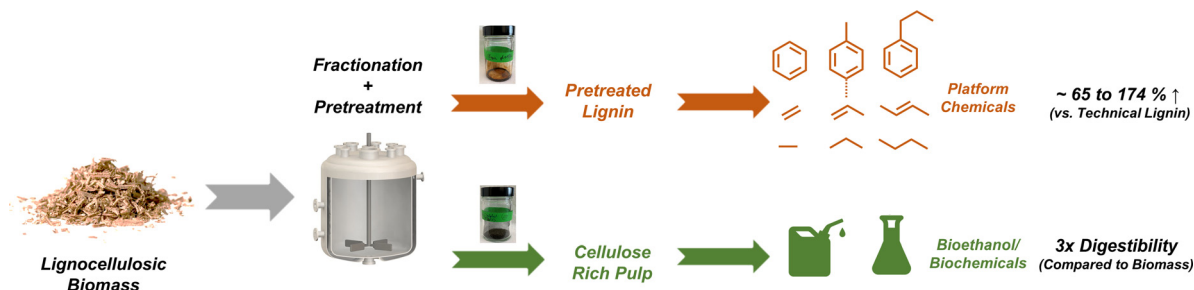 Fractionation
+
Pretreatment
Lignocellulosic
Biomass
Pretreated
Lignin
Platform
Chemicals
~ 65 to 174 % ↑
(vs. Technical Lignin)
Cellulose
Rich Pulp
Bioethanol/
Biochemicals
3x Digestibility
(Compared to Biomass)